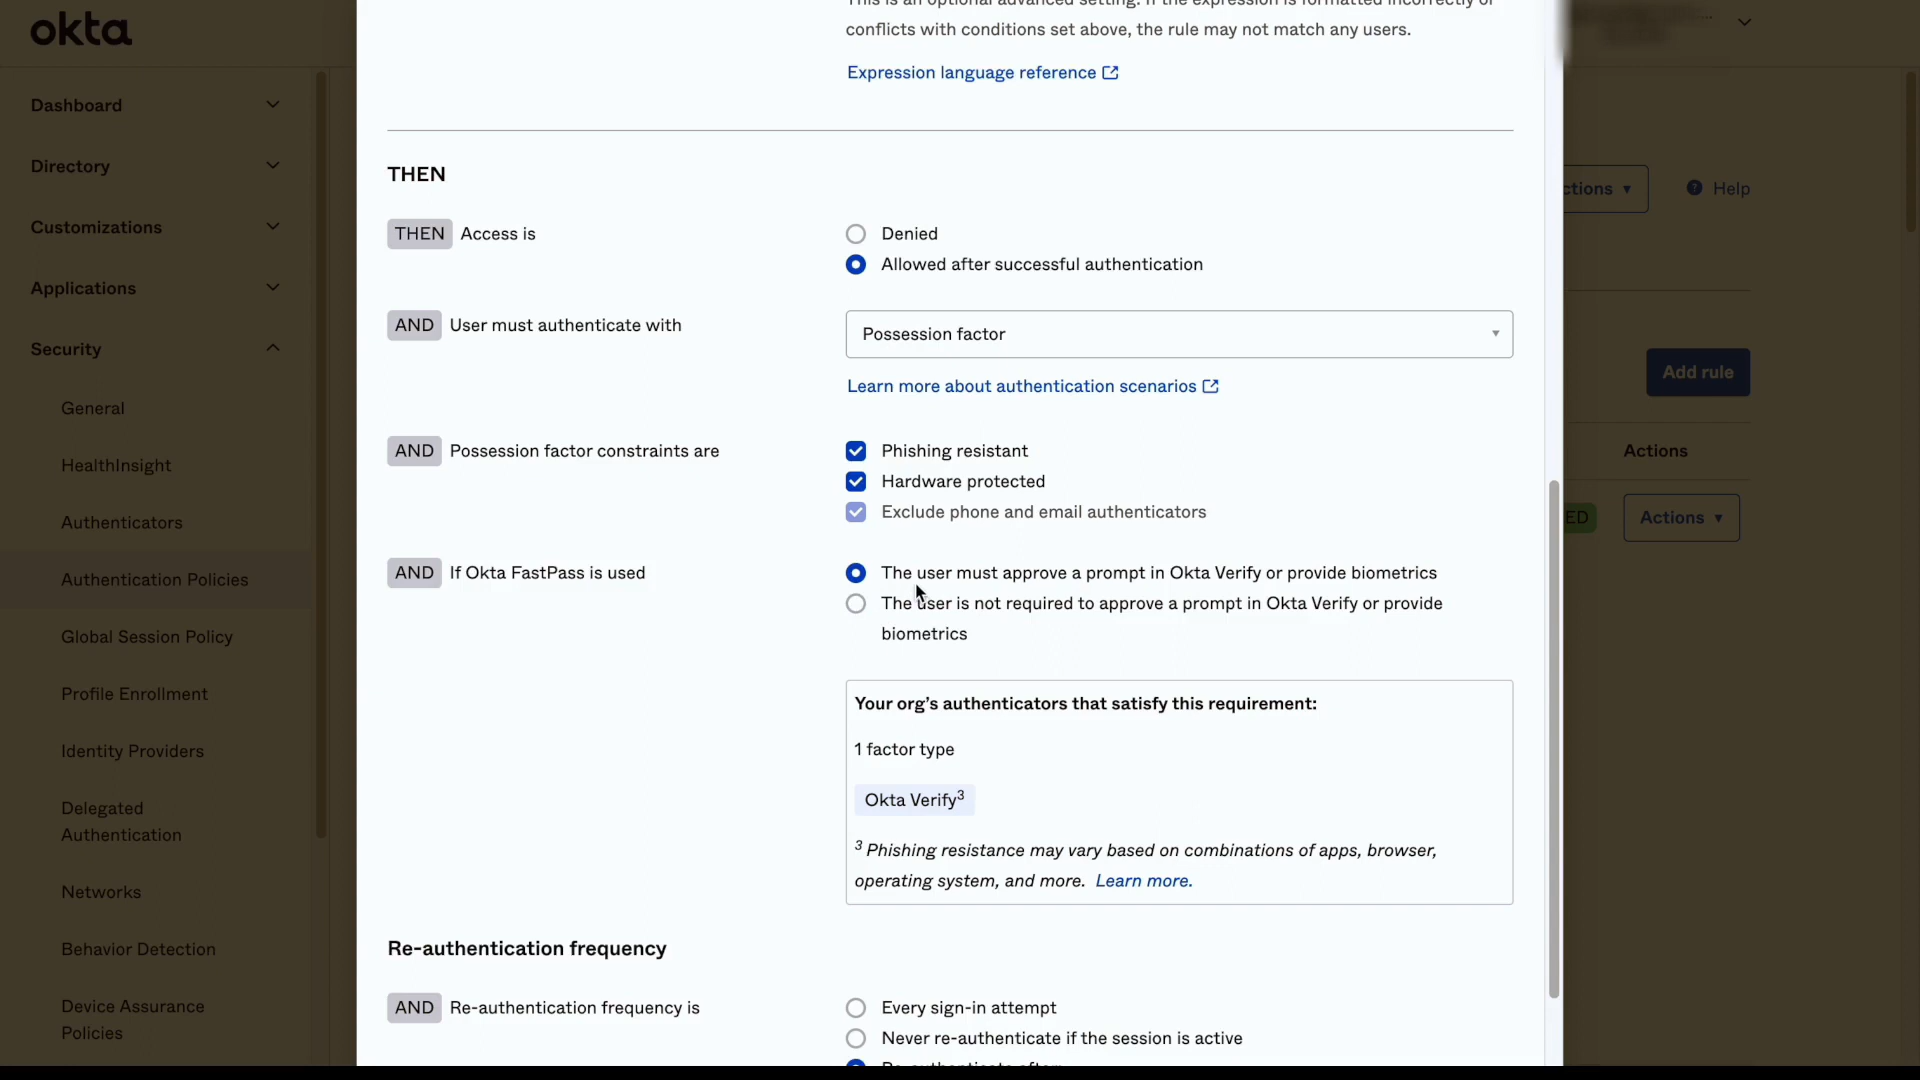 okta
This is an optional advanced setting. If the expression is formatted incorrectly or
conflicts with conditions set above, the rule may not match any users.
Expression language reference
Dashboard
Directory
Customizations
Applications
Security
General
HealthInsight
Authenticators
Authentication Policies
Global Session Policy
Profile Enrollment
Identity Providers
Delegated
Authentication
Networks
Behavior Detection
Device Assurance
Policies
THEN
THEN Access is
Denied
Allowed after successful authentication
AND User must authenticate with
Possession factor
Learn more about authentication scenarios
AND Possession factor constraints are
Phishing resistant
Hardware protected
Exclude phone and email authenticators
AND If Okta FastPass is used
The user must approve a prompt in Okta Verify or provide biometrics
The user is not required to approve a prompt in Okta Verify or provide
biometrics
Your org's authenticators that satisfy this requirement:
1 factor type
Okta Verify³
³ Phishing resistance may vary based on combinations of apps, browser,
operating system, and more. Learn more.
Re-authentication frequency
AND Re-authentication frequency is
Every sign-in attempt
Never re-authenticate if the session is active
Re-authenticate after
ctions
Help
Add rule
Actions
ED
Actions